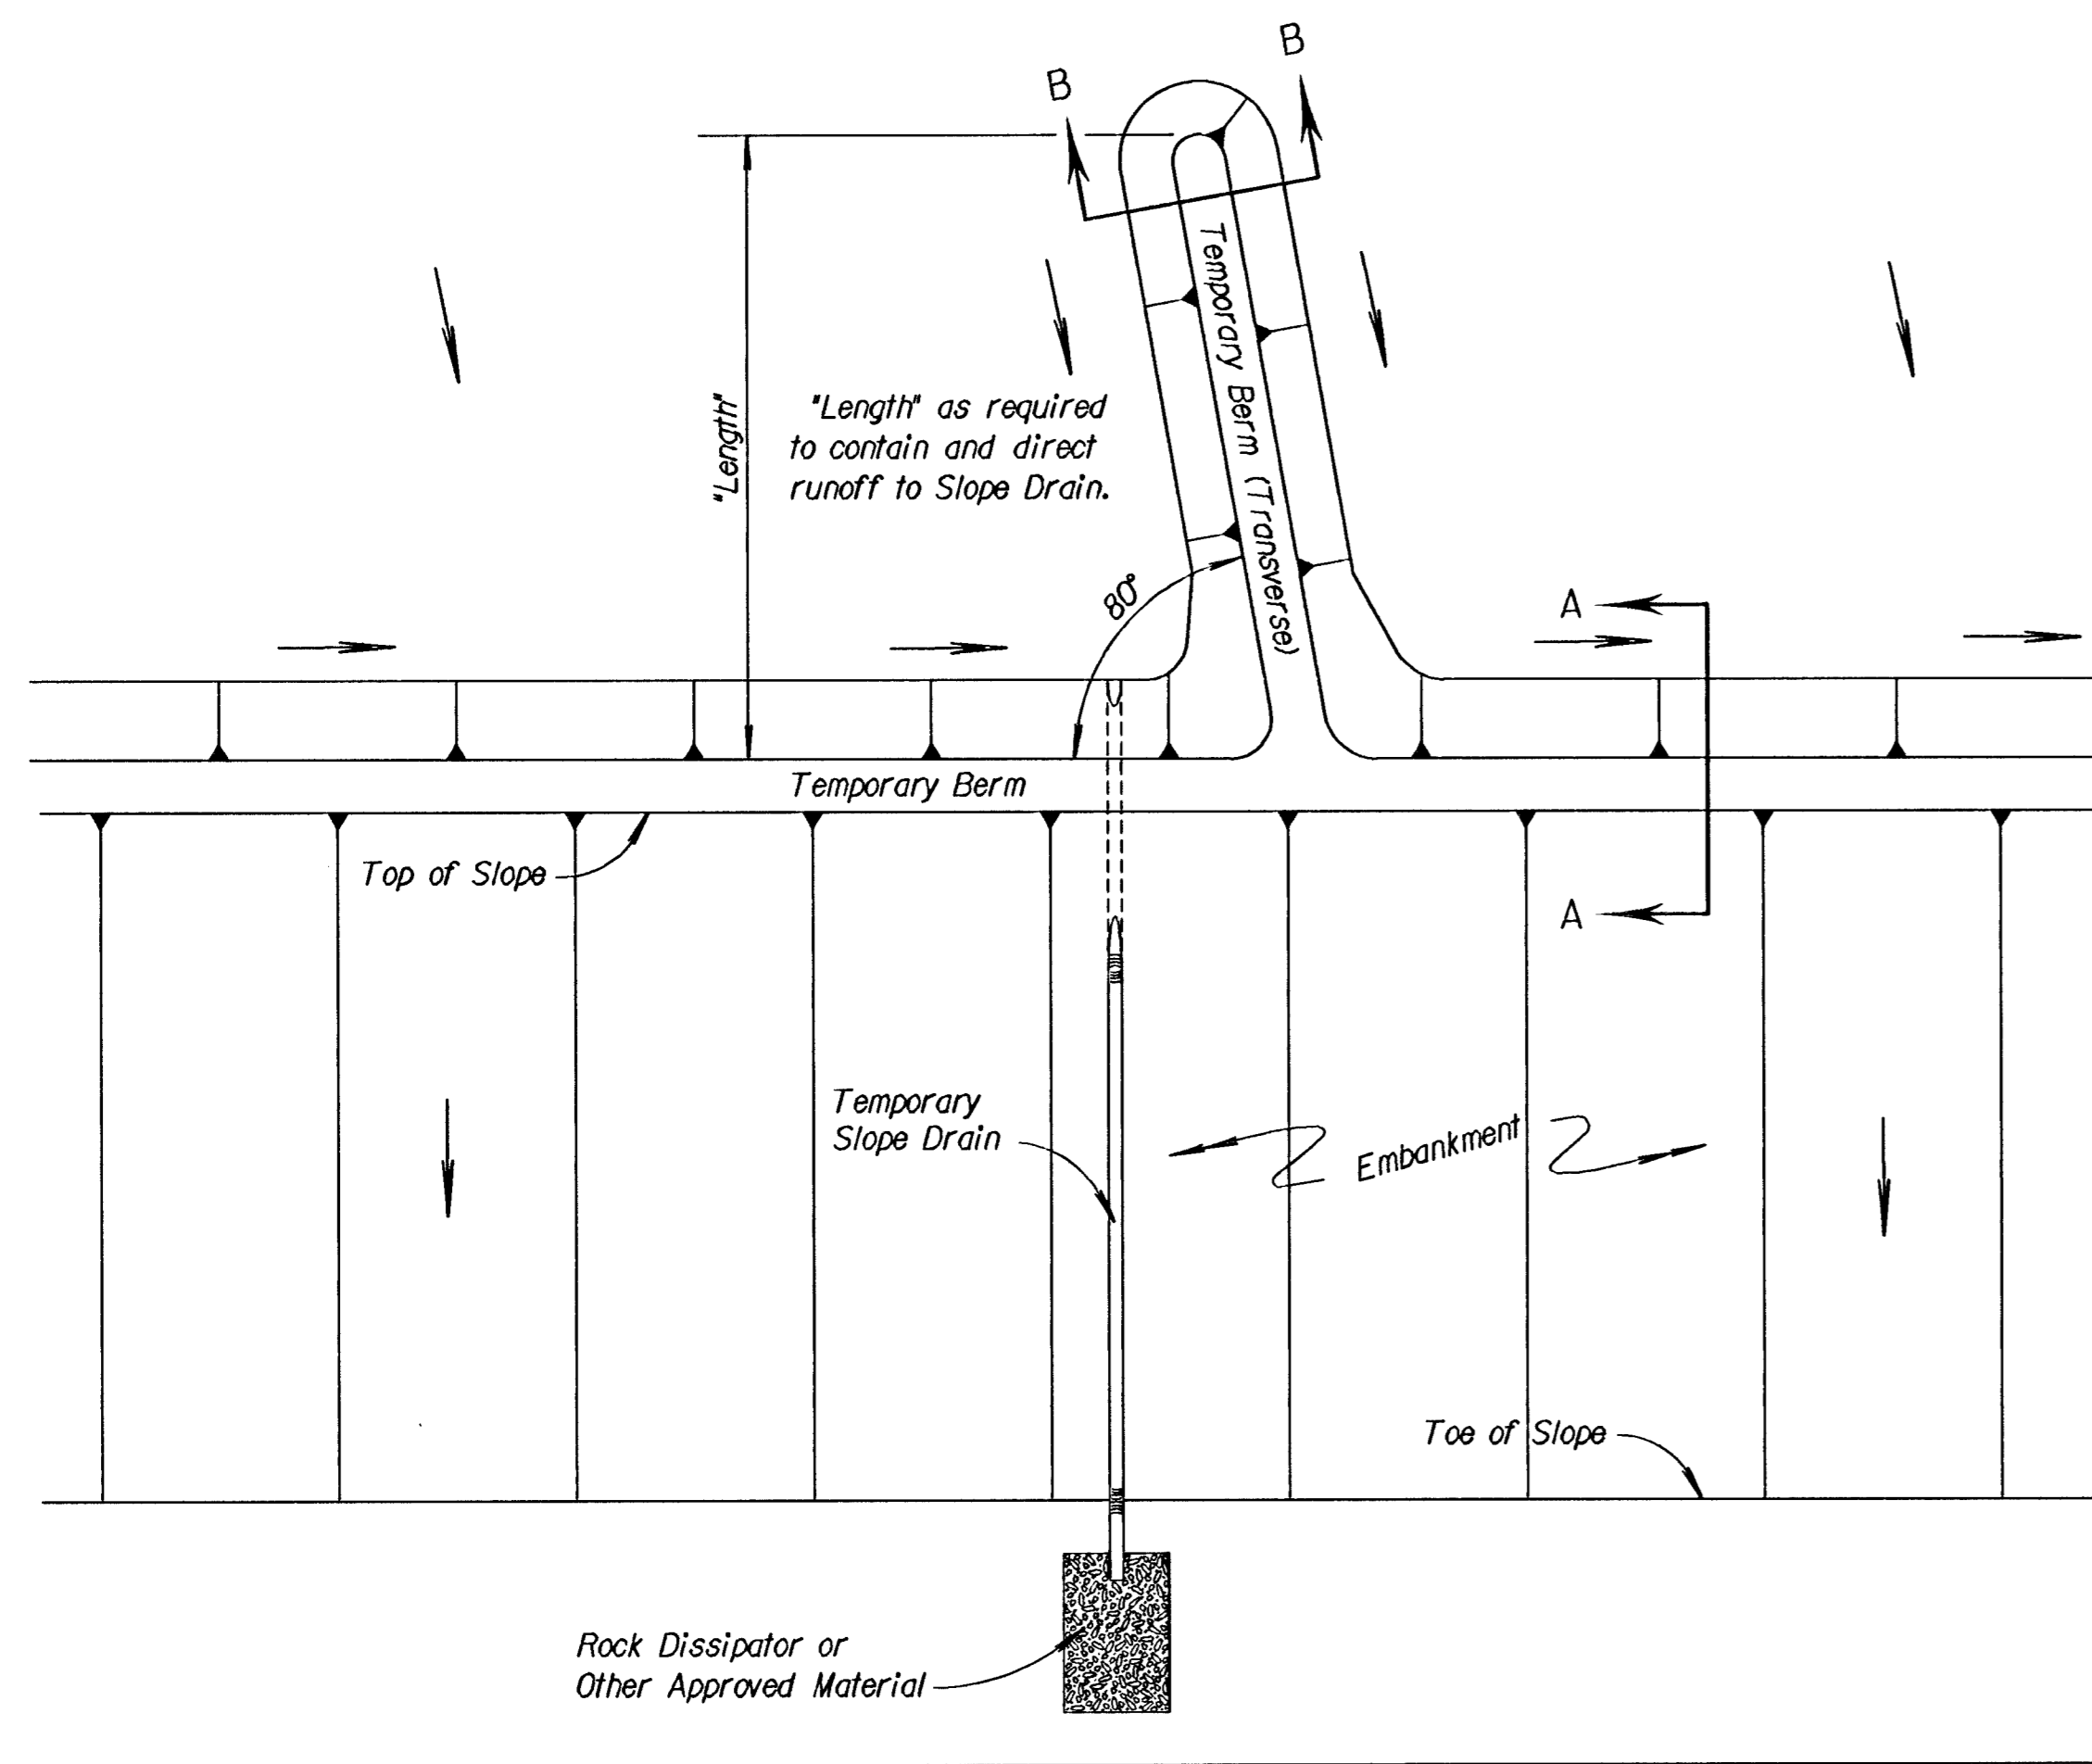 B
B
"Length"
"Length" as required
to contain and direct
runoff to Slope Drain.
Temporary Berm (Transverse)
80°
A
Temporary Berm
Top of Slope
A
Temporary
Slope Drain
Embankment
Toe of Slope
Rock Dissipator or
Other Approved Material